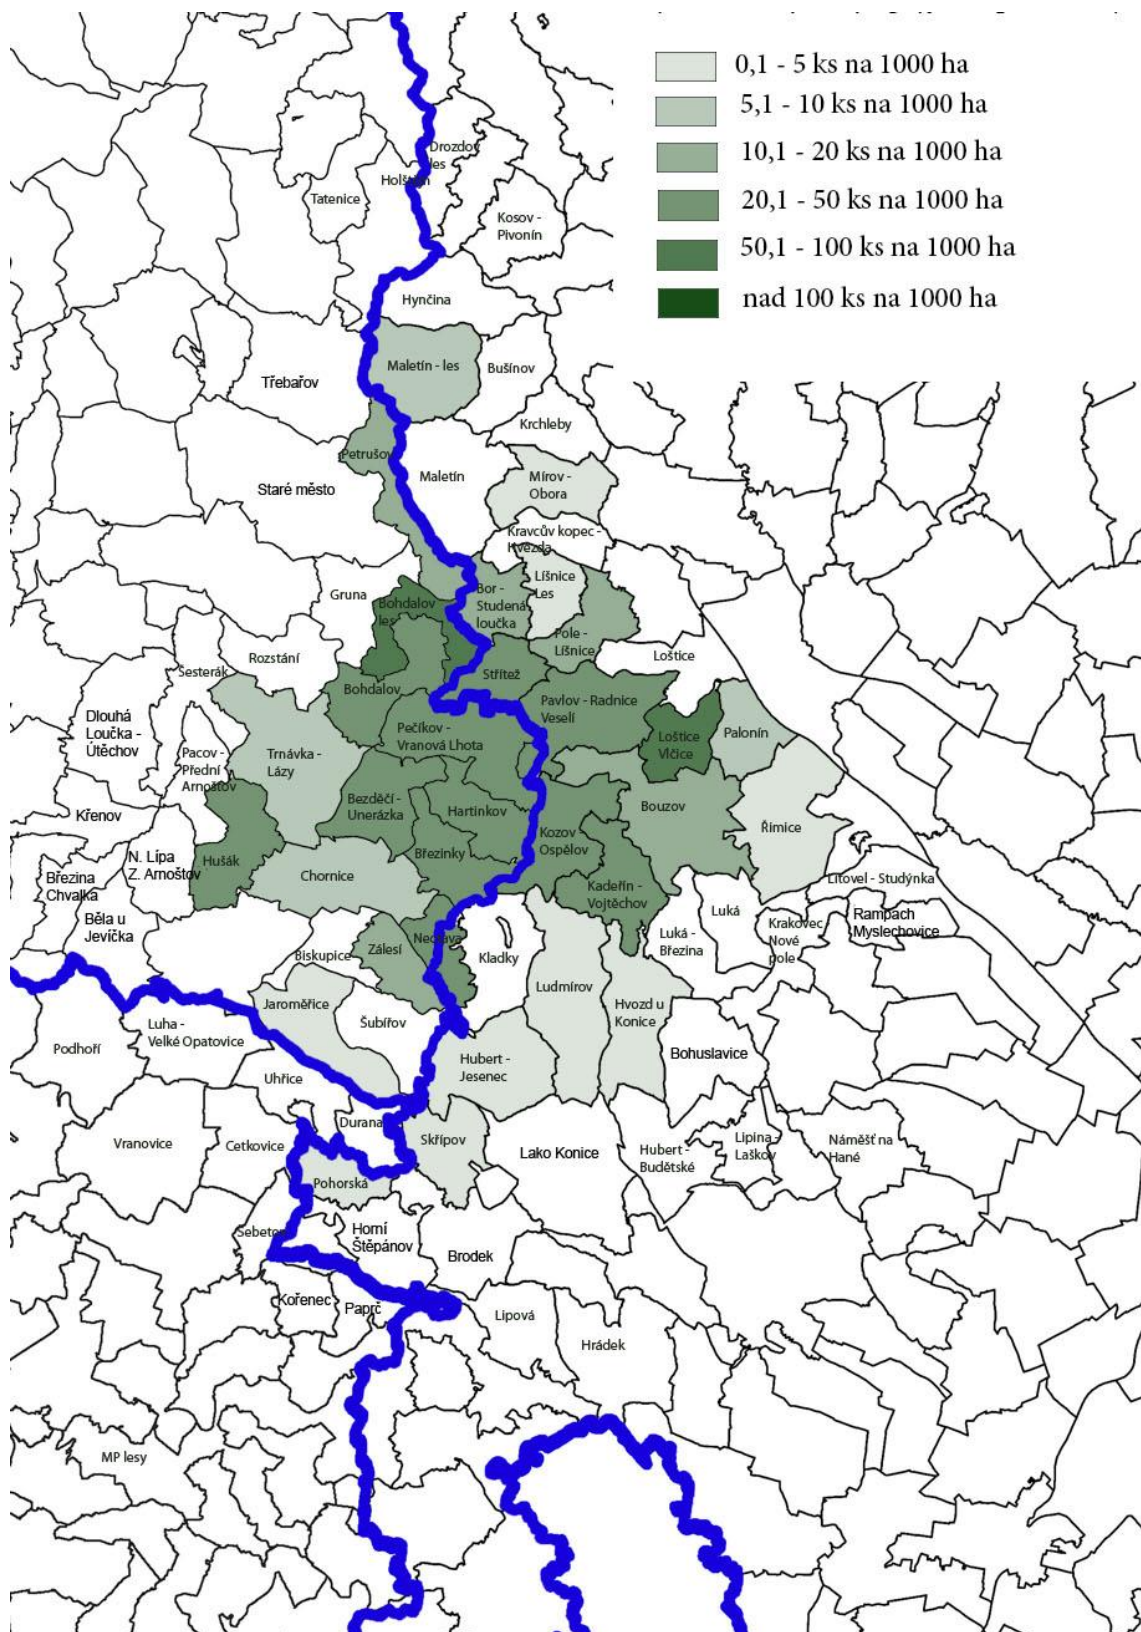 0,1 - 5 ks na 1000 ha
5,1 - 10 ks na 1000 ha
10,1 - 20 ks na 1000 ha
20,1 - 50 ks na 1000 ha
50,1 - 100 ks na 1000 ha
nad 100 ks na 1000 ha
Drozdov
les
Holštejn
Tatenice
Kosov -
Pivonín
Hynčina
Maletín - les
Bušínov
Třebařov
Krchleby
Petrušov
Maletín
Mírov -
Obora
Staré město
Kravcův kopec -
Hvězda
Líšnice
Les
Gruna
Bohdalov
les
Bor -
Studená
loučka
Pole -
Líšnice
Rozstání
Loštice
Šesterák
Střítež
Bohdalov
Pavlov - Radnice
Veselí
Dlouhá
Loučka -
Útěchov
Pečíkov -
Vranová Lhota
Loštice
Vlčice
Palonín
Pacov -
Přední
Arnoštov
Trnávka -
Lázy
Bezděčí -
Unerázka
Hartinkov
Bouzov
Křenov
Kozov
Ospělov
Římice
Březinky
N. Lípa
Z. Arnoštov
Hušák
Březina
Chvalka
Chornice
Kadeřín -
Vojtěchov
Litovel - Studýnka
Běla u
Jevíčka
Luká
Krakovec
Nové
pole
Rampach
Myslechovice
Biskupice
Zálesí
Nectava
Kladky
Luká -
Březina
Ludmírov
Jaroměřice
Hvozd u
Konice
Luha -
Velké Opatovice
Šubířov
Podhoří
Hubert -
Jesenec
Bohuslavice
Uhřice
Durana
Vranovice
Cetkovice
Skřípov
Lako Konice
Hubert -
Budětské
Lipina -
Laškov
Náměšť na
Hané
Pohorská
Horní
Štěpánov
Brodek
Kořenec
Paprč
Lipová
Hrádek
MP lesy